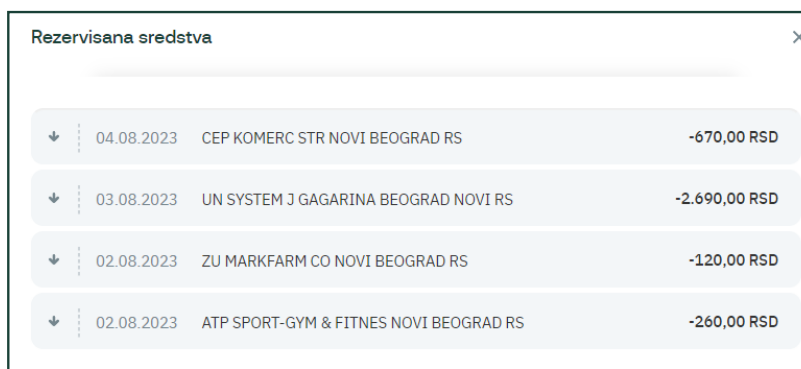 Rezervisana sredstva
04.08.2023 CEP KOMERC STR NOVI BEOGRAD RS -670,00 RSD
03.08.2023 UN SYSTEM J GAGARINA BEOGRAD NOVI RS -2.690,00 RSD
02.08.2023 ZU MARKFARM CO NOVI BEOGRAD RS -120,00 RSD
02.08.2023 ATP SPORT-GYM & FITNES NOVI BEOGRAD RS -260,00 RSD